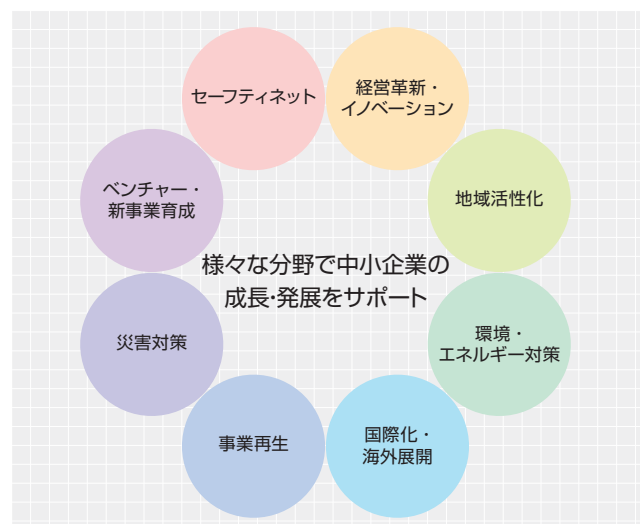 セーフティネット
経営革新・
イノベーション
ベンチャー・
新事業育成
地域活性化
様々な分野で中小企業の
成長・発展をサポート
災害対策
環境・
エネルギー対策
事業再生
国際化・
海外展開